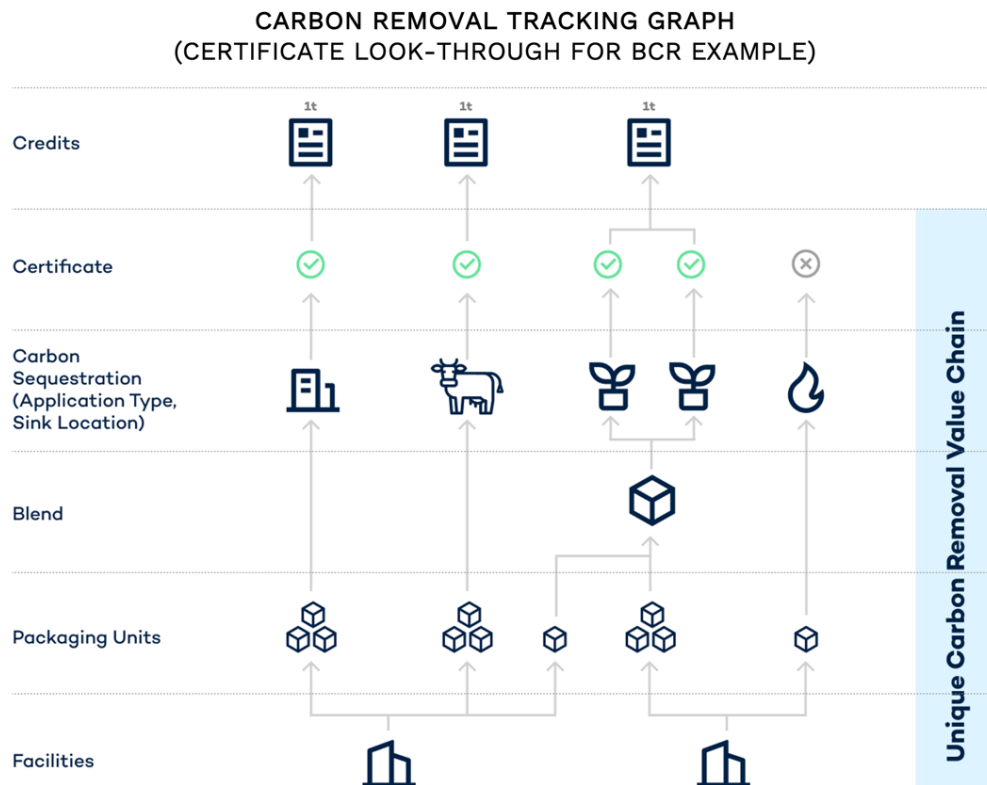 CARBON REMOVAL TRACKING GRAPH
(CERTIFICATE LOOK-THROUGH FOR BCR EXAMPLE)
1t
1t
1t
Credits
Certificate
Carbon
Sequestration
(Application Type,
Sink Location)
Blend
Packaging Units
Facilities
Unique Carbon Removal Value Chain